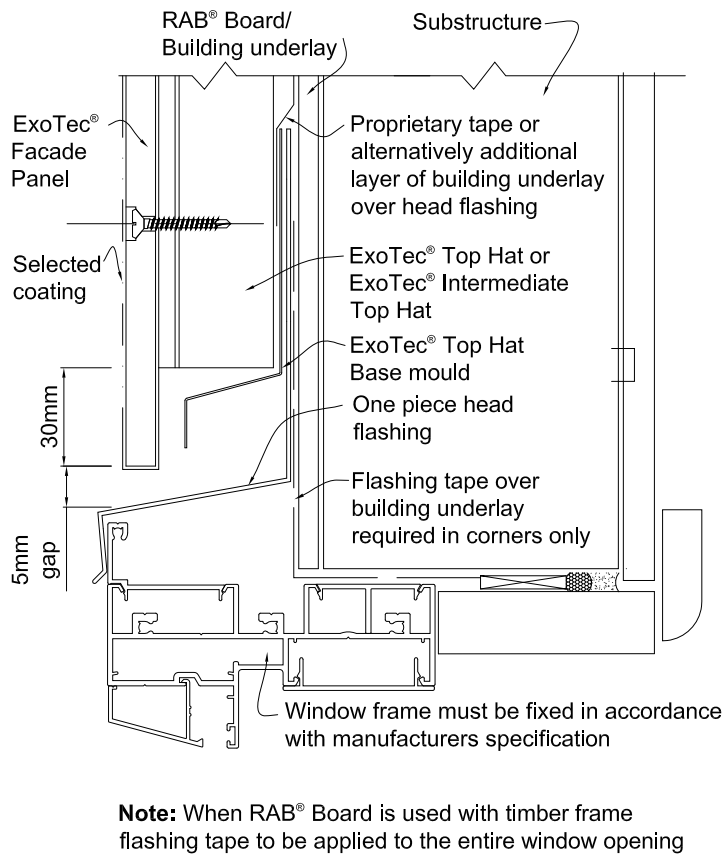 RAB® Board/
Building underlay
Substructure
ExoTec®
Facade
Panel
Proprietary tape or
alternatively additional
layer of building underlay
over head flashing
Selected
coating
ExoTec® Top Hat or
ExoTec® Intermediate
Top Hat
ExoTec® Top Hat
Base mould
30mm
One piece head
flashing
Flashing tape over
building underlay
required in corners only
5mm
gap
Window frame must be fixed in accordance
with manufacturers specification
Note: When RAB® Board is used with timber frame
flashing tape to be applied to the entire window opening